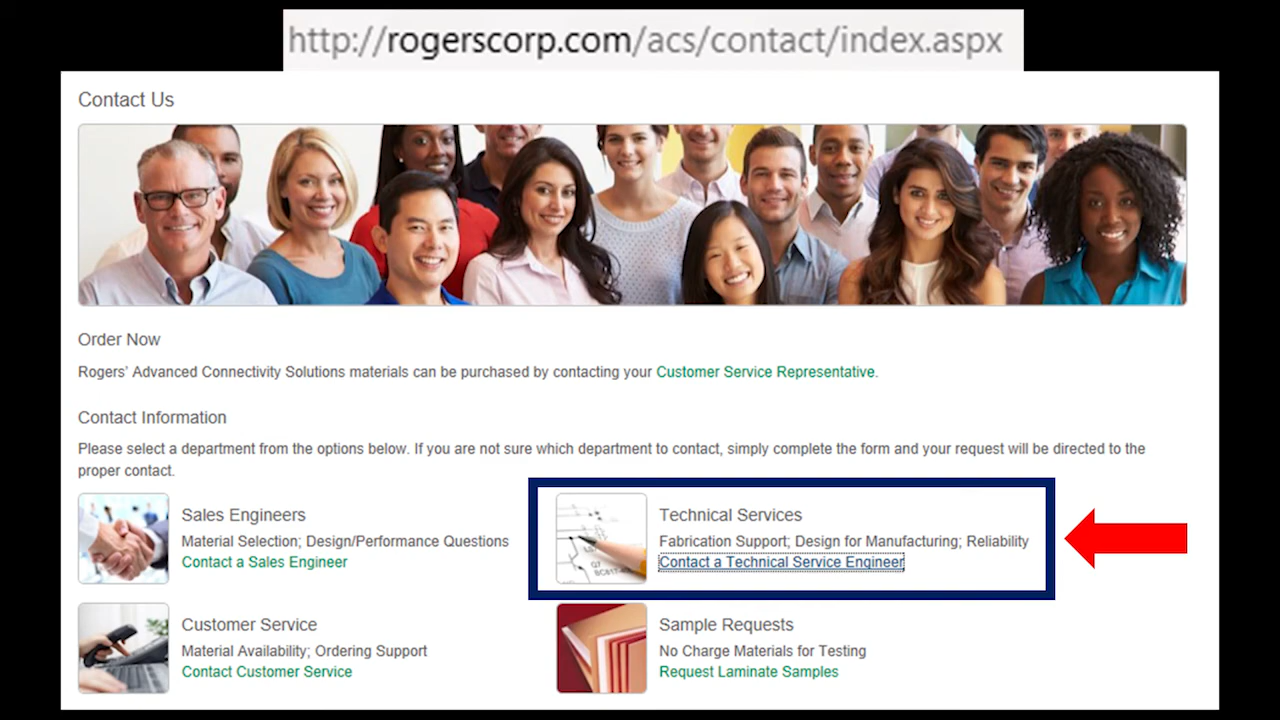 http://rogerscorp.com/acs/contact/index.aspx
Contact Us
Order Now
Rogers' Advanced Connectivity Solutions materials can be purchased by contacting your Customer Service Representative.
Contact Information
Please select a department from the options below. If you are not sure which department to contact, simply complete the form and your request will be directed to the
proper contact.
Sales Engineers
Material Selection; Design/Performance Questions
Contact a Sales Engineer
Technical Services
Fabrication Support; Design for Manufacturing; Reliability
Contact a Technical Service Engineer
Customer Service
Material Availability; Ordering Support
Contact Customer Service
Sample Requests
No Charge Materials for Testing
Request Laminate Samples